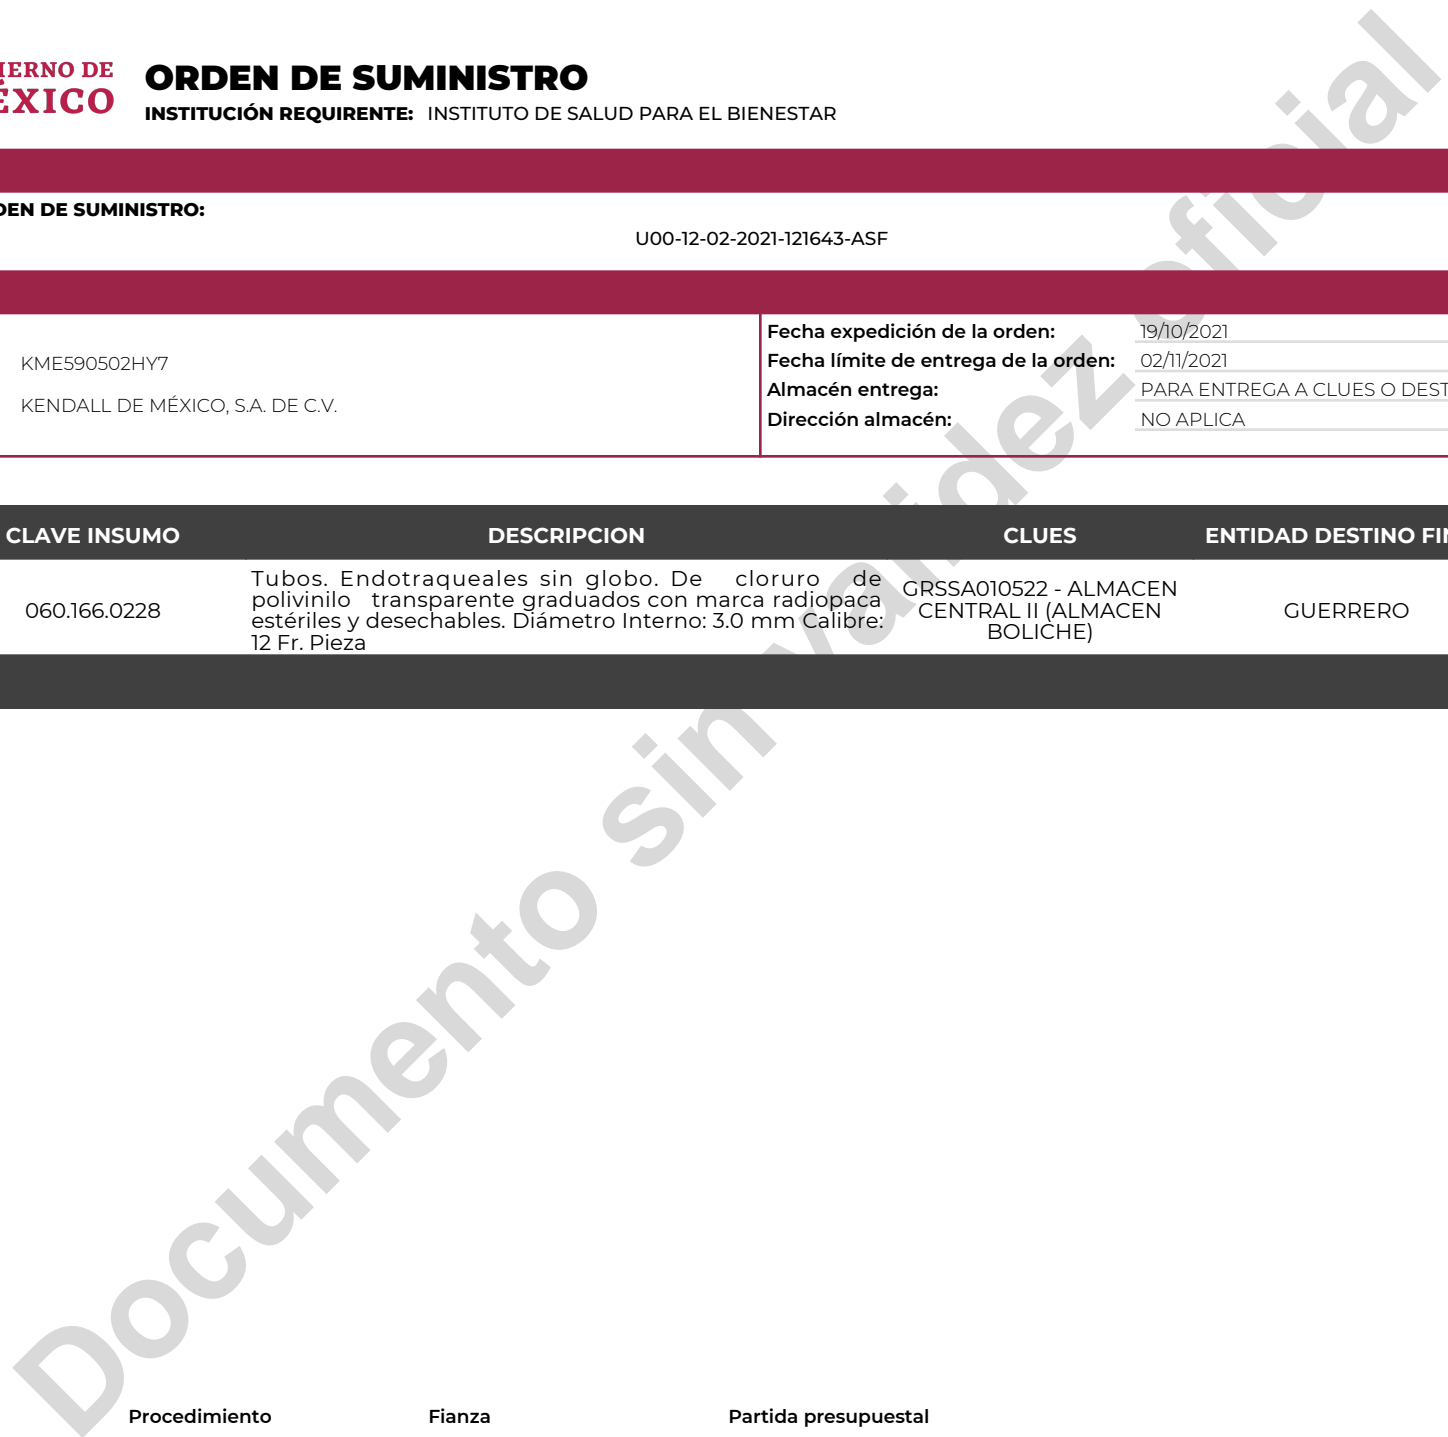 IERNO DE
ÉXICO
ORDEN DE SUMINISTRO
INSTITUCIÓN REQUIRENTE: INSTITUTO DE SALUD PARA EL BIENESTAR
DEN DE SUMINISTRO:
U00-12-02-2021-121643-ASF
KME590502HY7
KENDALL DE MÉXICO, S.A. DE C.V.
Fecha expedición de la orden: 19/10/2021
Fecha límite de entrega de la orden: 02/11/2021
Almacén entrega: PARA ENTREGA A CLUES O DEST
Dirección almacén: NO APLICA
CLAVE INSUMO DESCRIPCION CLUES ENTIDAD DESTINO FIN
060.166.0228
Tubos. Endotraqueales sin globo. De cloruro de
polivinilo transparente graduados con marca radiopaca
estériles y desechables. Diámetro Interno: 3.0 mm Calibre:
12 Fr. Pieza
GRSSA010522 - ALMACEN
CENTRAL II (ALMACEN
BOLICHE)
GUERRERO
Documento sin validez oficial
Procedimiento Fianza Partida presupuestal